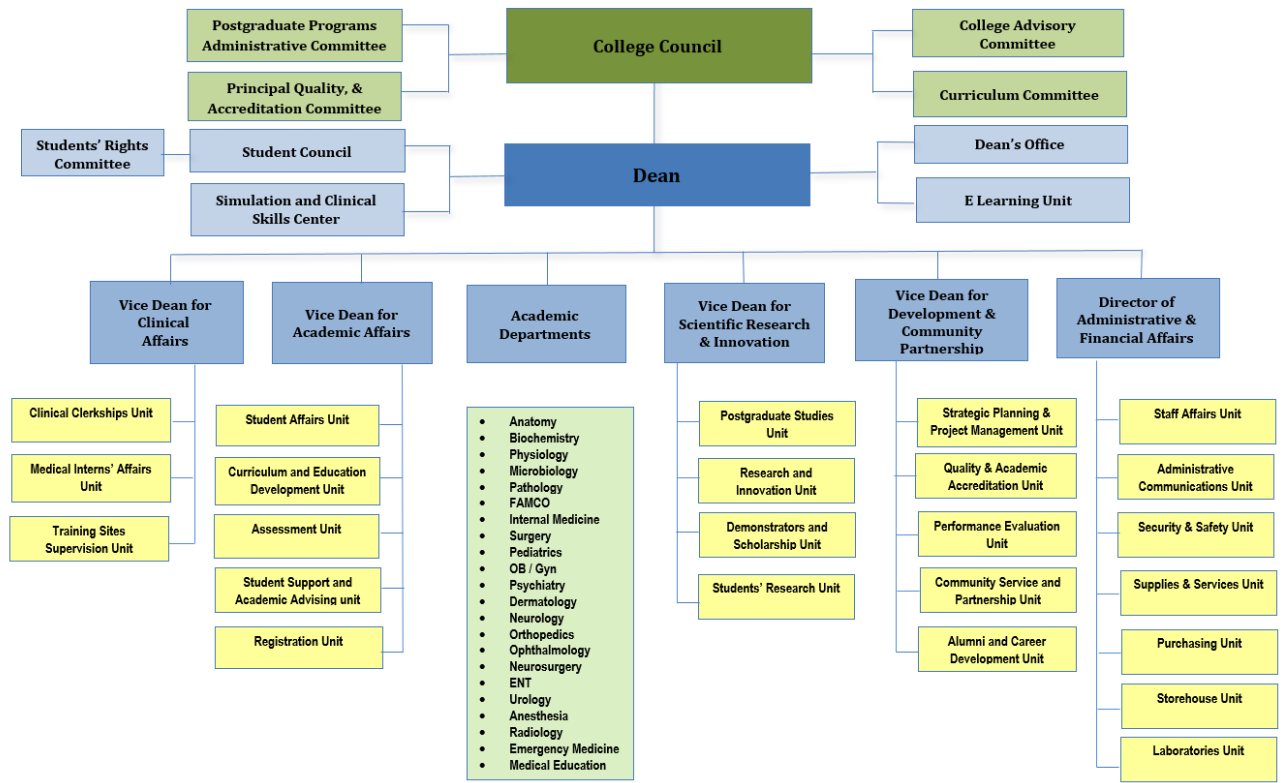 Postgraduate Programs
Administrative Committee
College Council
College Advisory
Committee
Principal Quality, &
Accreditation Committee
Curriculum Committee
Students' Rights
Committee
Student Council
Dean
Dean's Office
Simulation and Clinical
Skills Center
E Learning Unit
Vice Dean for
Clinical
Affairs
Vice Dean for
Academic Affairs
Academic
Departments
Vice Dean for
Scientific Research
& Innovation
Vice Dean for
Development &
Community
Partnership
Director of
Administrative &
Financial Affairs
Clinical Clerkships Unit
Medical Interns' Affairs
Unit
Training Sites
Supervision Unit
Student Affairs Unit
Curriculum and Education
Development Unit
Assessment Unit
Student Support and
Academic Advising unit
Registration Unit
• Anatomy
• Biochemistry
• Physiology
• Microbiology
• Pathology
• FAMCO
• Internal Medicine
• Surgery
• Pediatrics
• OB / Gyn
• Psychiatry
• Dermatology
• Neurology
• Orthopedics
• Ophthalmology
• Neurosurgery
• ENT
• Urology
• Anesthesia
• Radiology
• Emergency Medicine
• Medical Education
Postgraduate Studies
Unit
Research and
Innovation Unit
Demonstrators and
Scholarship Unit
Students' Research Unit
Strategic Planning &
Project Management Unit
Quality & Academic
Accreditation Unit
Performance Evaluation
Unit
Community Service and
Partnership Unit
Alumni and Career
Development Unit
Staff Affairs Unit
Administrative
Communications Unit
Security & Safety Unit
Supplies & Services Unit
Purchasing Unit
Storehouse Unit
Laboratories Unit